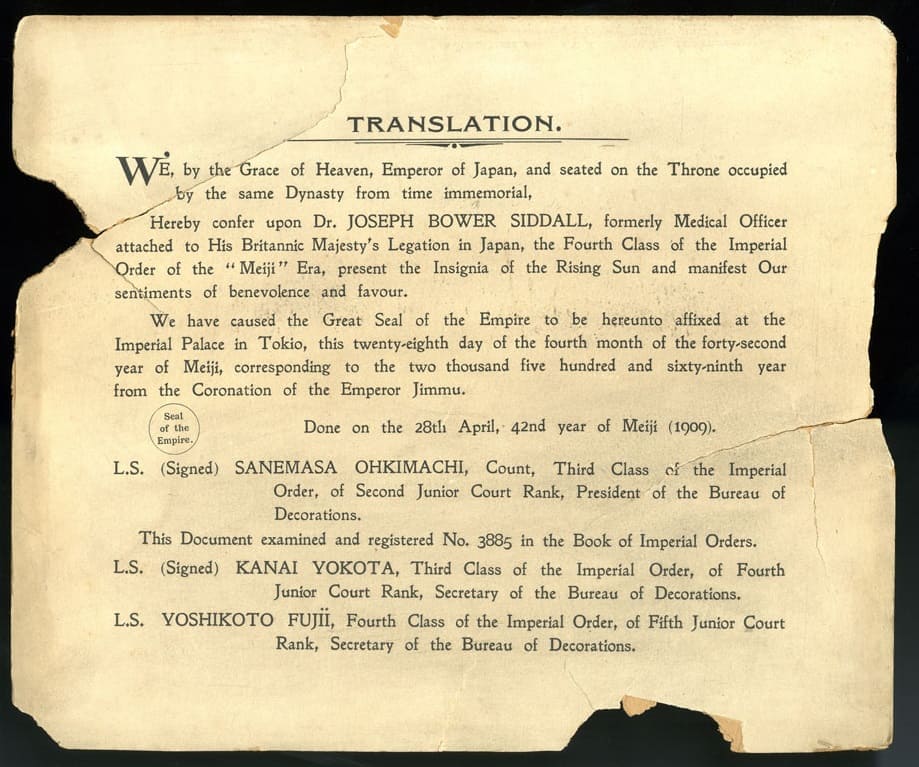 TRANSLATION.
WE, by the Grace of Heaven, Emperor of Japan, and seated on the Throne occupied
by the same Dynasty from time immemorial,
Hereby confer upon Dr. JOSEPH BOWER SIDDALL, formerly Medical Officer
attached to His Britannic Majesty's Legation in Japan, the Fourth Class of the Imperial
Order of the "Meiji" Era, present the Insignia of the Rising Sun and manifest Our
sentiments of benevolence and favour.
We have caused the Great Seal of the Empire to be hereunto affixed at the
Imperial Palace in Tokio, this twenty-eighth day of the fourth month of the forty-second
year of Meiji, corresponding to the two thousand five hundred and sixty-ninth year
from the Coronation of the Emperor Jimmu.
Seal
of the
Empire.
Done on the 28th April, 42nd year of Meiji (1909).
L.S. (Signed) SANEMASA OHKIMACHI, Count, Third Class of the Imperial
Order, of Second Junior Court Rank, President of the Bureau of
Decorations.
This Document examined and registered No. 3885 in the Book of Imperial Orders.
L.S. (Signed) KANAI YOKOTA, Third Class of the Imperial Order, of Fourth
Junior Court Rank, Secretary of the Bureau of Decorations.
L.S. YOSHIKOTO FUJII, Fourth Class of the Imperial Order, of Fifth Junior Court
Rank, Secretary of the Bureau of Decorations.